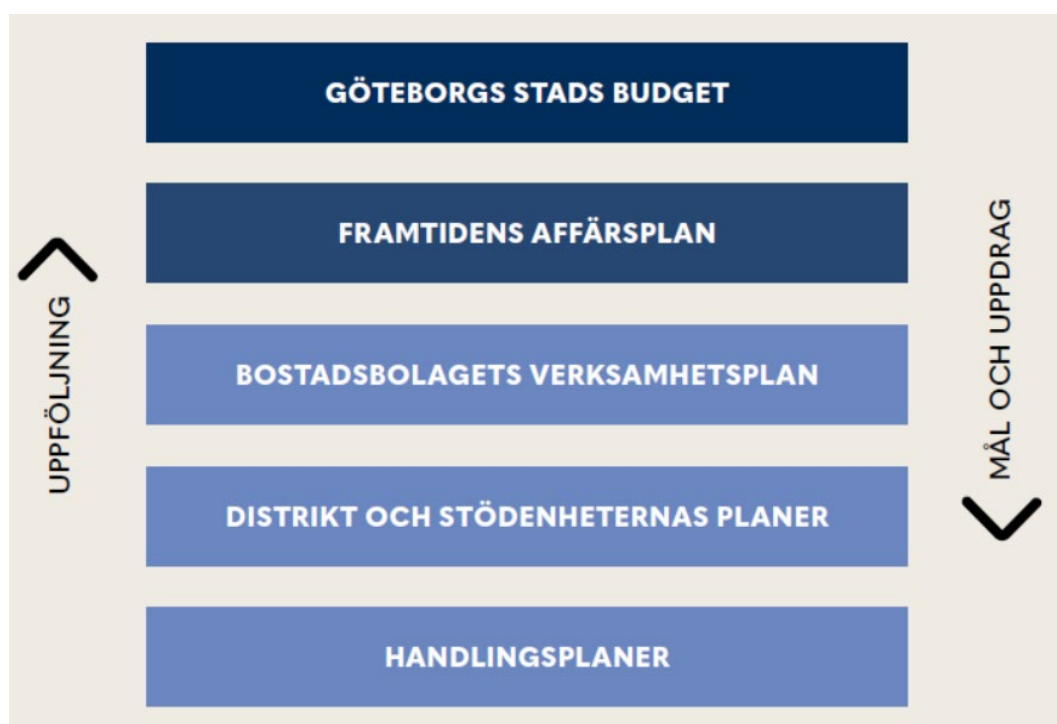 GÖTEBORGS STADS BUDGET
FRAMTIDENS AFFÄRSPLAN
BOSTADSBOLAGETS VERKSAMHETSPLAN
DISTRIKT OCH STÖDENHETERNAS PLANER
HANDLINGSPLANER
UPPFÖLJNING
MÅL OCH UPPDRAG